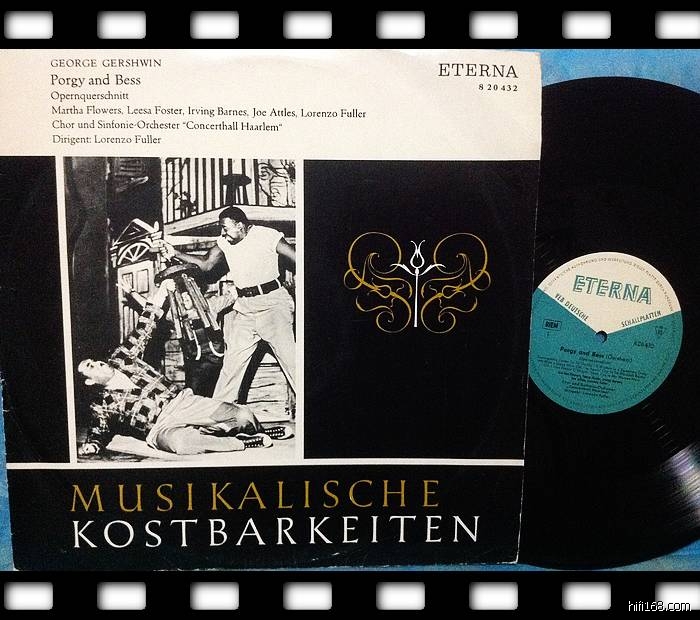 GEORGE GERSHWIN
Porgy and Bess
Opernquerschnitt
Martha Flowers, Leesa Foster, Irving Barnes, Joe Attles, Lorenzo Fuller
Chor und Sinfonie-Orchester "Concerthall Haarlem"
Dirigent: Lorenzo Fuller
ETERNA
8 20 432
MUSIKALISCHE
KOSTBARKEITEN
ETERNA
VEB DEUTSCHE SCHALLPLATTEN
Porgy and Bess (Gershwin)
hifi168.com